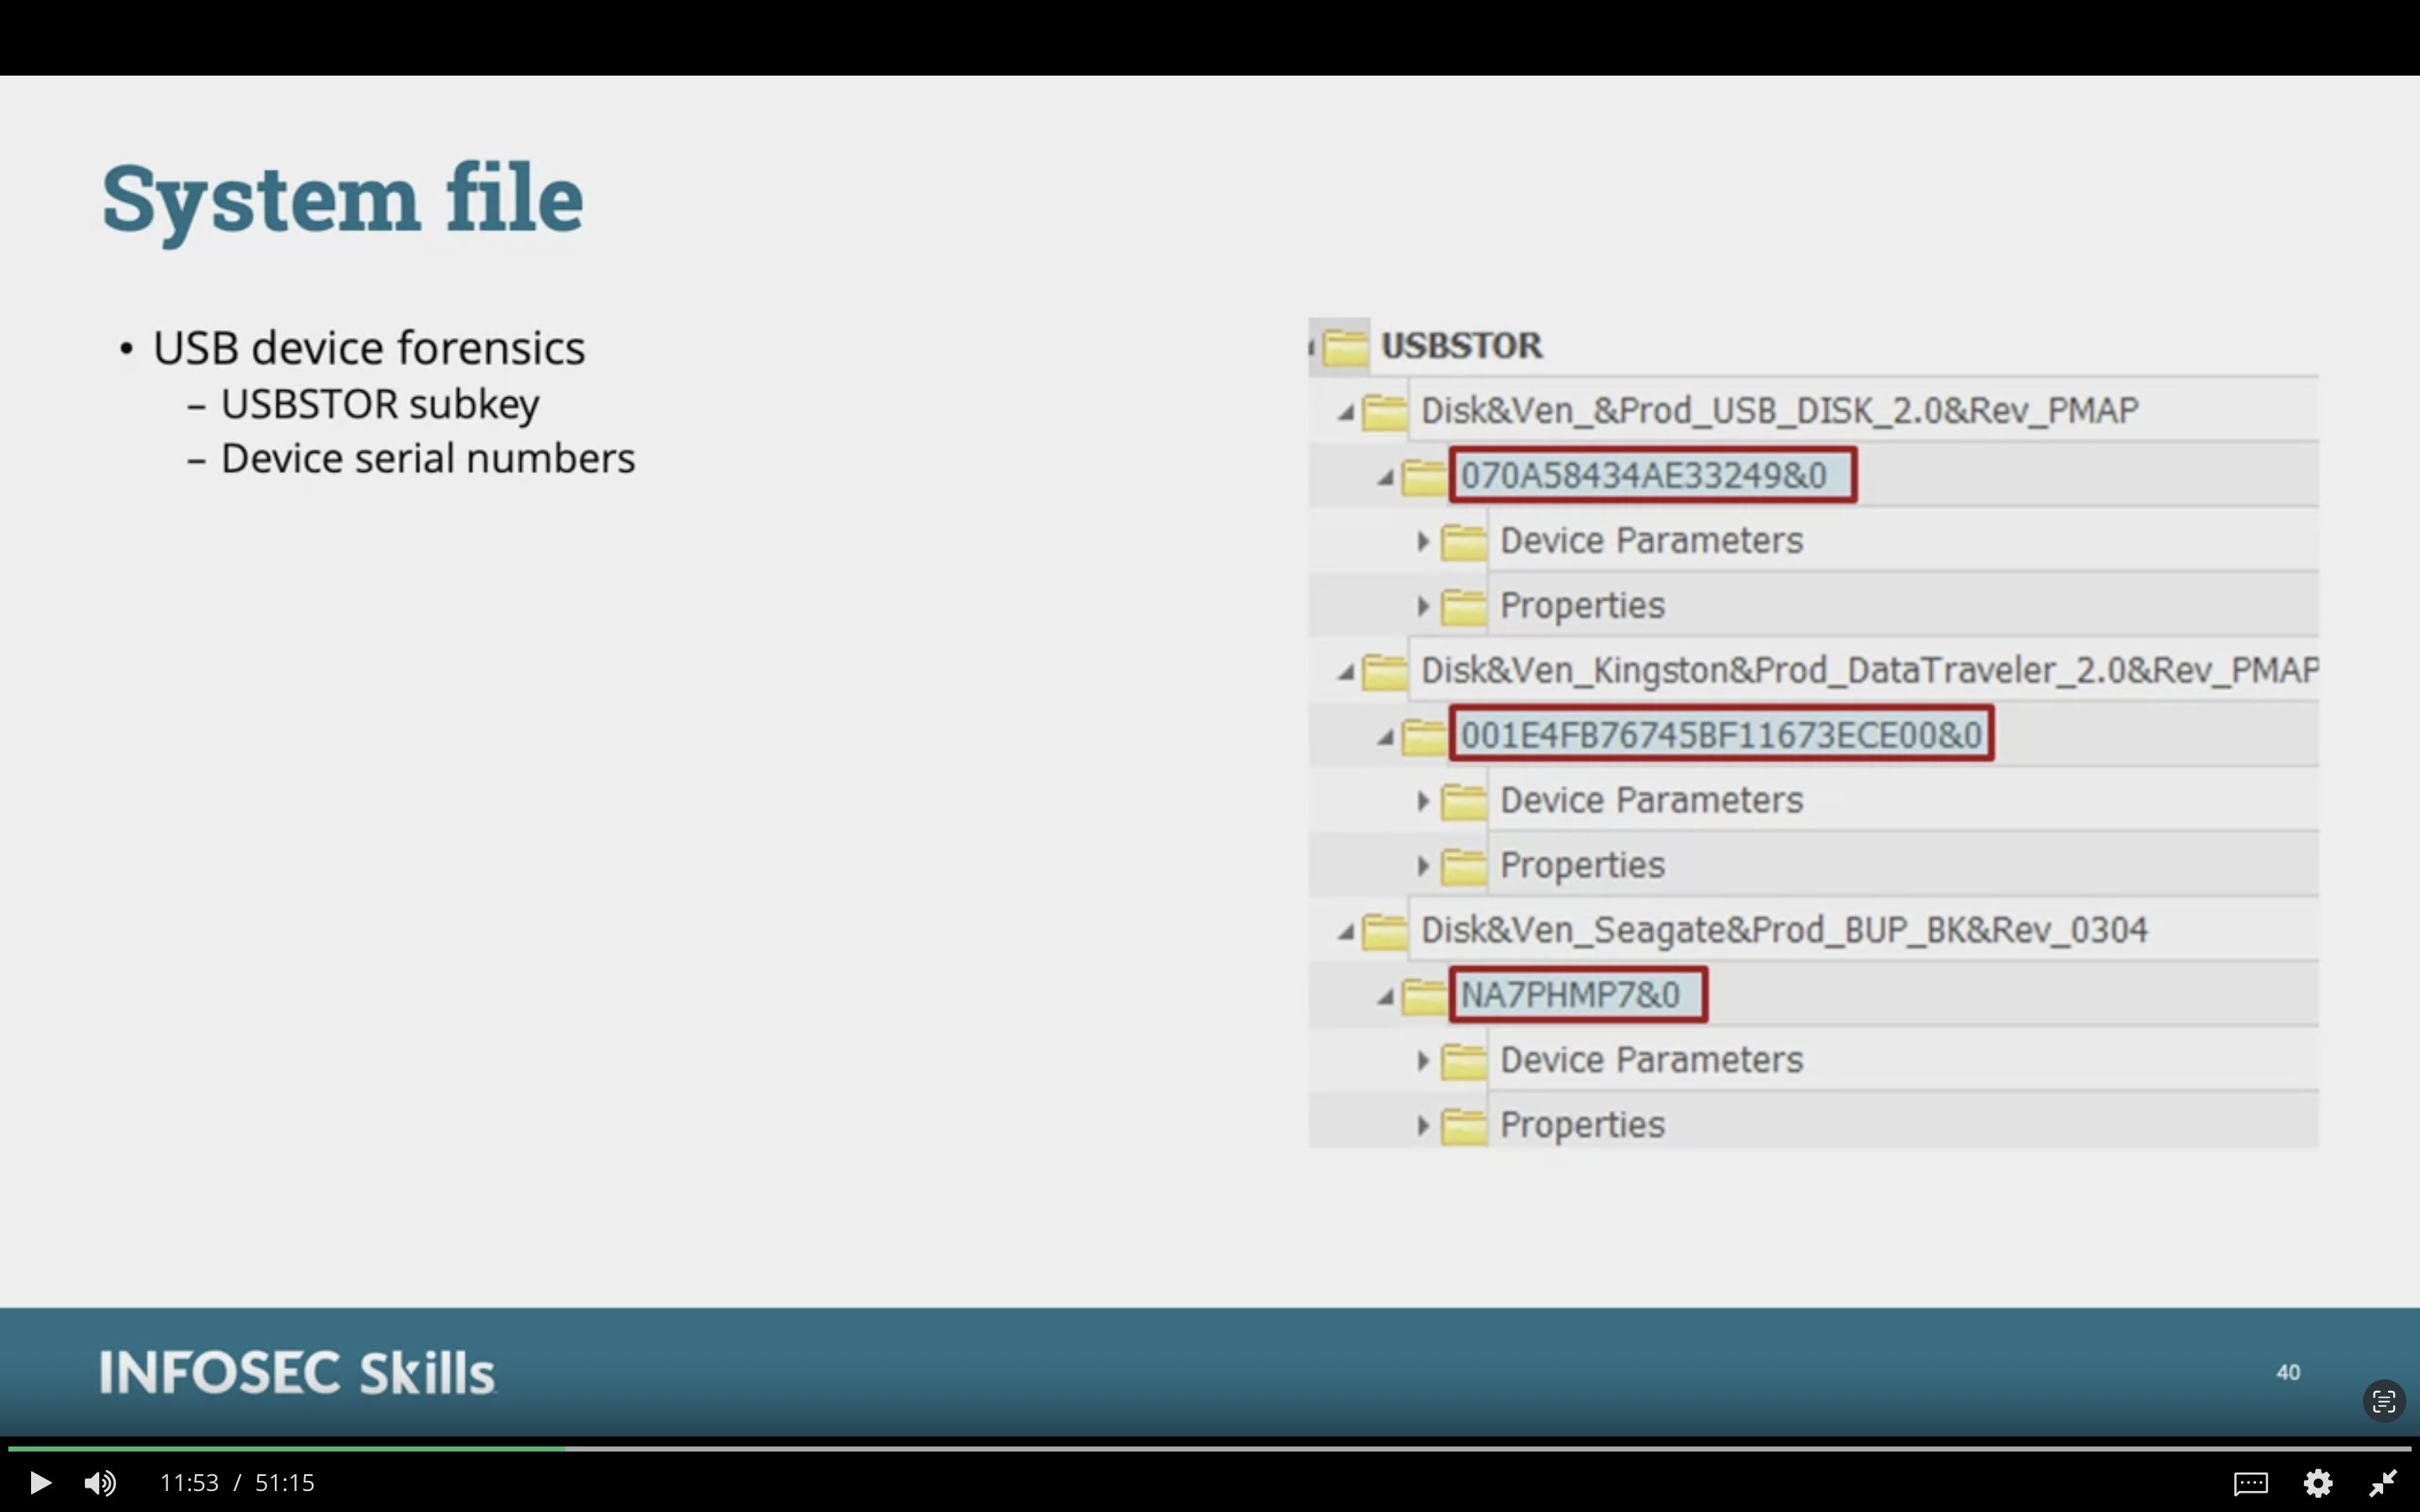 System file
• USB device forensics
– USBSTOR subkey
– Device serial numbers
USBSTOR
Disk&Ven_&Prod_USB_DISK_2.0&Rev_PMAP
070A58434AE33249&0
Device Parameters
Properties
Disk&Ven_Kingston&Prod_DataTraveler_2.0&Rev_PMAP
001E4FB76745BF11673ECE00&0
Device Parameters
Properties
Disk&Ven_Seagate&Prod_BUP_BK&Rev_0304
NA7PHMP7&0
Device Parameters
Properties
INFOSEC Skills
40
11:53 / 51:15